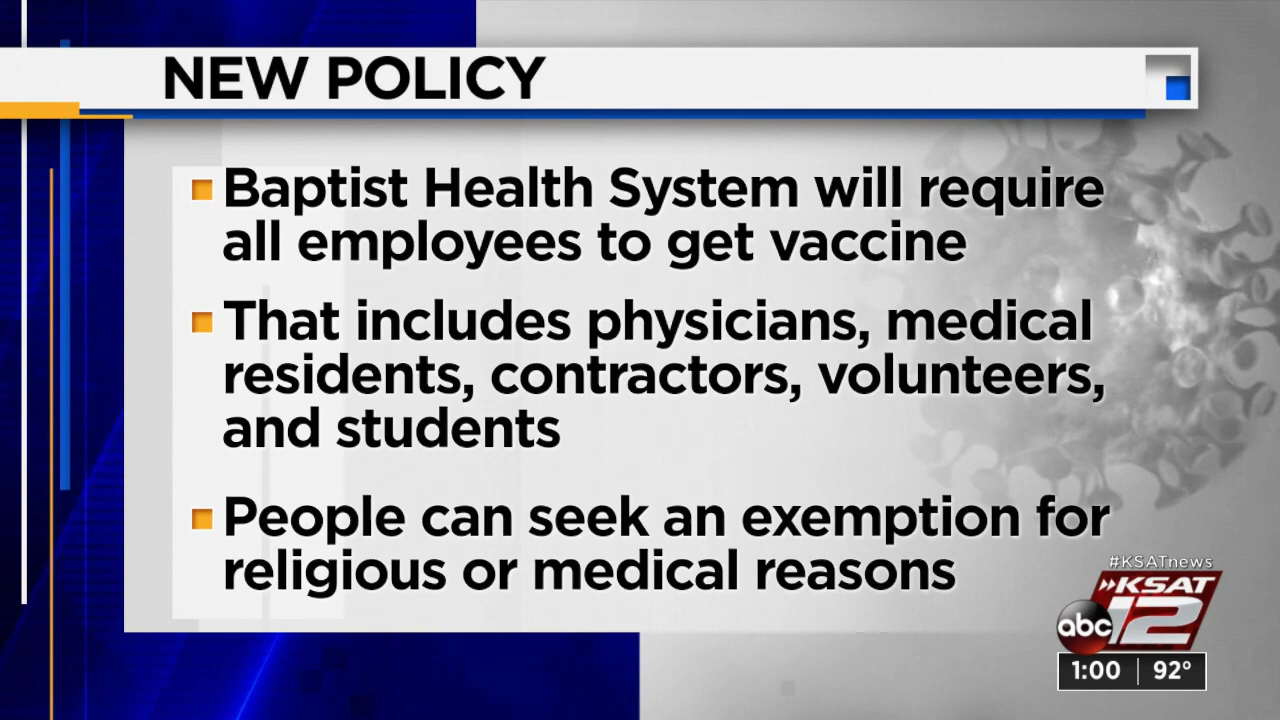 NEW POLICY
Baptist Health System will require
all employees to get vaccine
That includes physicians, medical
residents, contractors, volunteers,
and students
People can seek an exemption for
religious or medical reasons
#KSATnews
KSAT
abc 12
1:00 92°